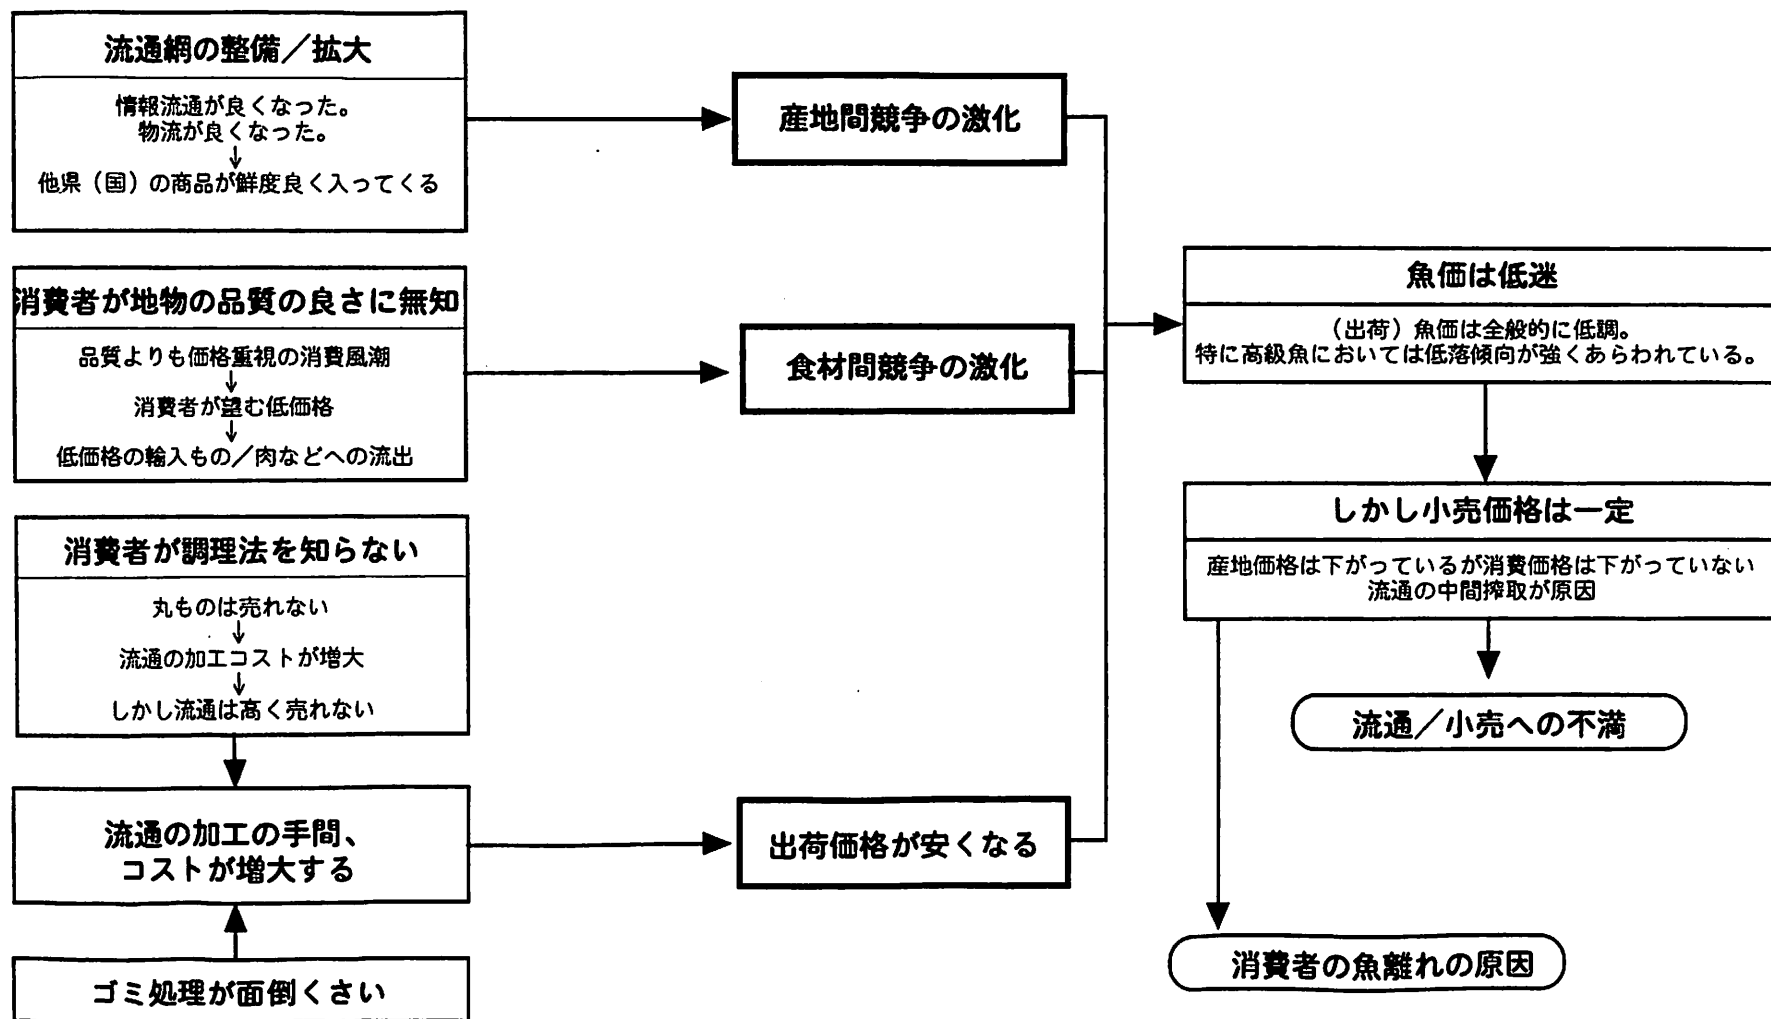 流通網の整備／拡大
情報流通が良くなった。
物流が良くなった。
↓
他県（国）の商品が鮮度良く入ってくる
消費者が地物の品質の良さに無知
品質よりも価格重視の消費風潮
↓
消費者が望む低価格
↓
低価格の輸入もの／肉などへの流出
消費者が調理法を知らない
丸ものは売れない
↓
流通の加工コストが増大
↓
しかし流通は高く売れない
流通の加工の手間、
コストが増大する
ゴミ処理が面倒くさい
産地間競争の激化
食材間競争の激化
出荷価格が安くなる
魚価は低迷
（出荷）魚価は全般的に低調。
特に高級魚においては低落傾向が強くあらわれている。
しかし小売価格は一定
産地価格は下がっているが消費価格は下がっていない
流通の中間搾取が原因
流通／小売への不満
消費者の魚離れの原因